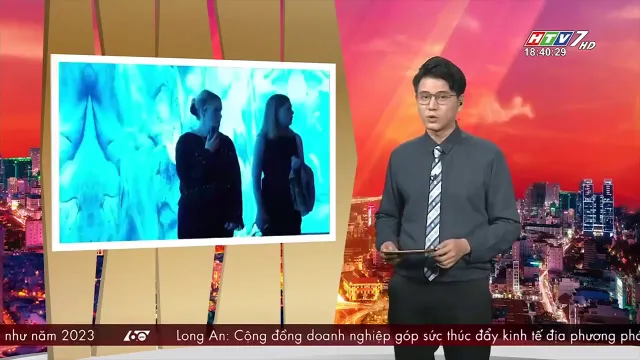 HTV7 HD
18:40:29
như năm 2023 60 Long An: Cộng đồng doanh nghiệp góp sức thúc đẩy kinh tế địa phương